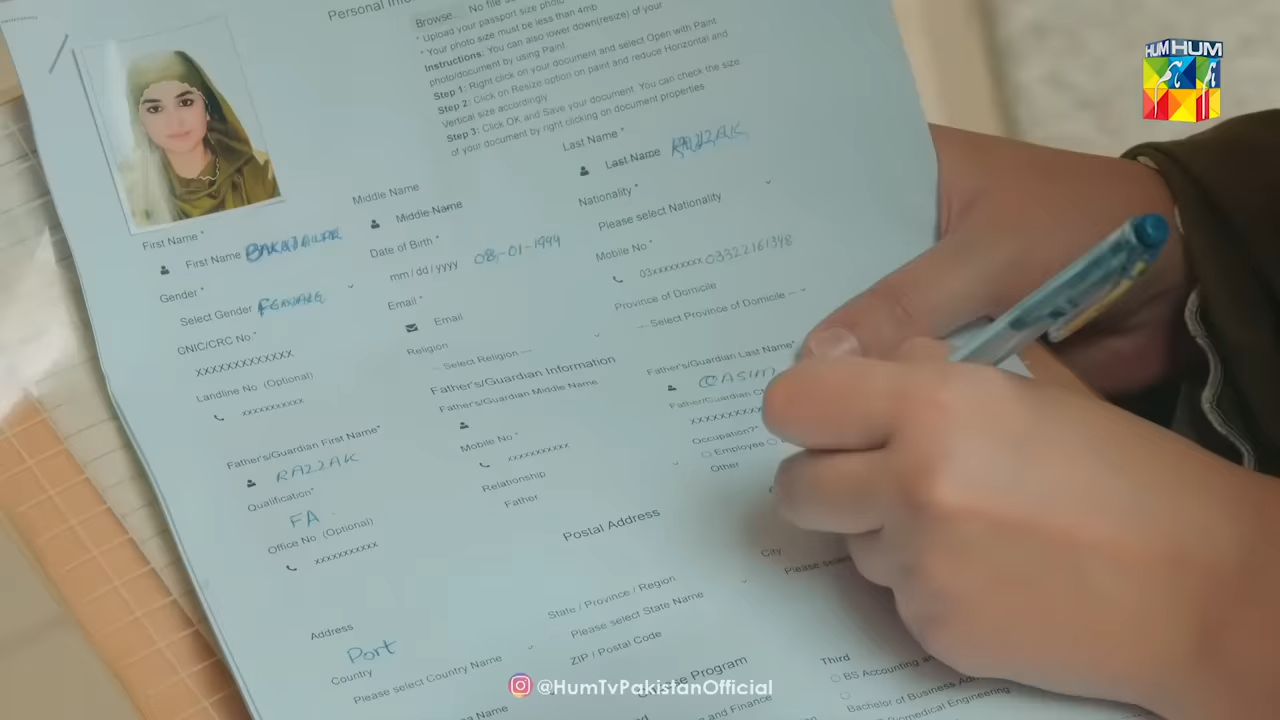 HUM HUM
Personal
Browse... No file
* Upload your passport size photo
* Your photo size must be less than 4mb
Instructions: You can also lower down(resize) of your
photo/document by using Paint.
Step 1: Right click on your document and select Open with Paint
Step 2: Click on Resize option on paint and reduce Horizontal and
Vertical size accordingly
Step 3: Click OK and Save your document. You can check the size
of your document by right clicking on document properties
First Name *
First Name
Middle Name
Middle Name
Last Name *
Last Name RAZZAK
Gender *
Select Gender FEMALE
Date of Birth *
mm / dd / yyyy 08-01-1999
Nationality *
Please select Nationality
CNIC/CRC No.*
XXXXXXXXXXXXX
Email *
Email
Mobile No *
03xxxxxxxxx 03322161348
Landline No (Optional)
xxxxxxxxxxx
Religion
-- Select Religion ----
Province of Domicile
--- Select Province of Domicile ---
Father's/Guardian Information
Father's/Guardian First Name*
RAZZAK
Father's/Guardian Middle Name
Father's/Guardian Last Name*
QASIM
Father/Guardian
Qualification*
FA
Mobile No *
xxxxxxxxxxx
Occupation?*
Employee
Other
Office No (Optional)
xxxxxxxxxxx
Relationship
Father
Postal Address
Address
Port
State / Province / Region
Please select State Name
City
Please
Country
Please select Country Name
ZIP / Postal Code
Program
Third
BS Accounting
Bachelor of Business
Biomedical Engineering
and Finance
@HumTvPakistanOfficial